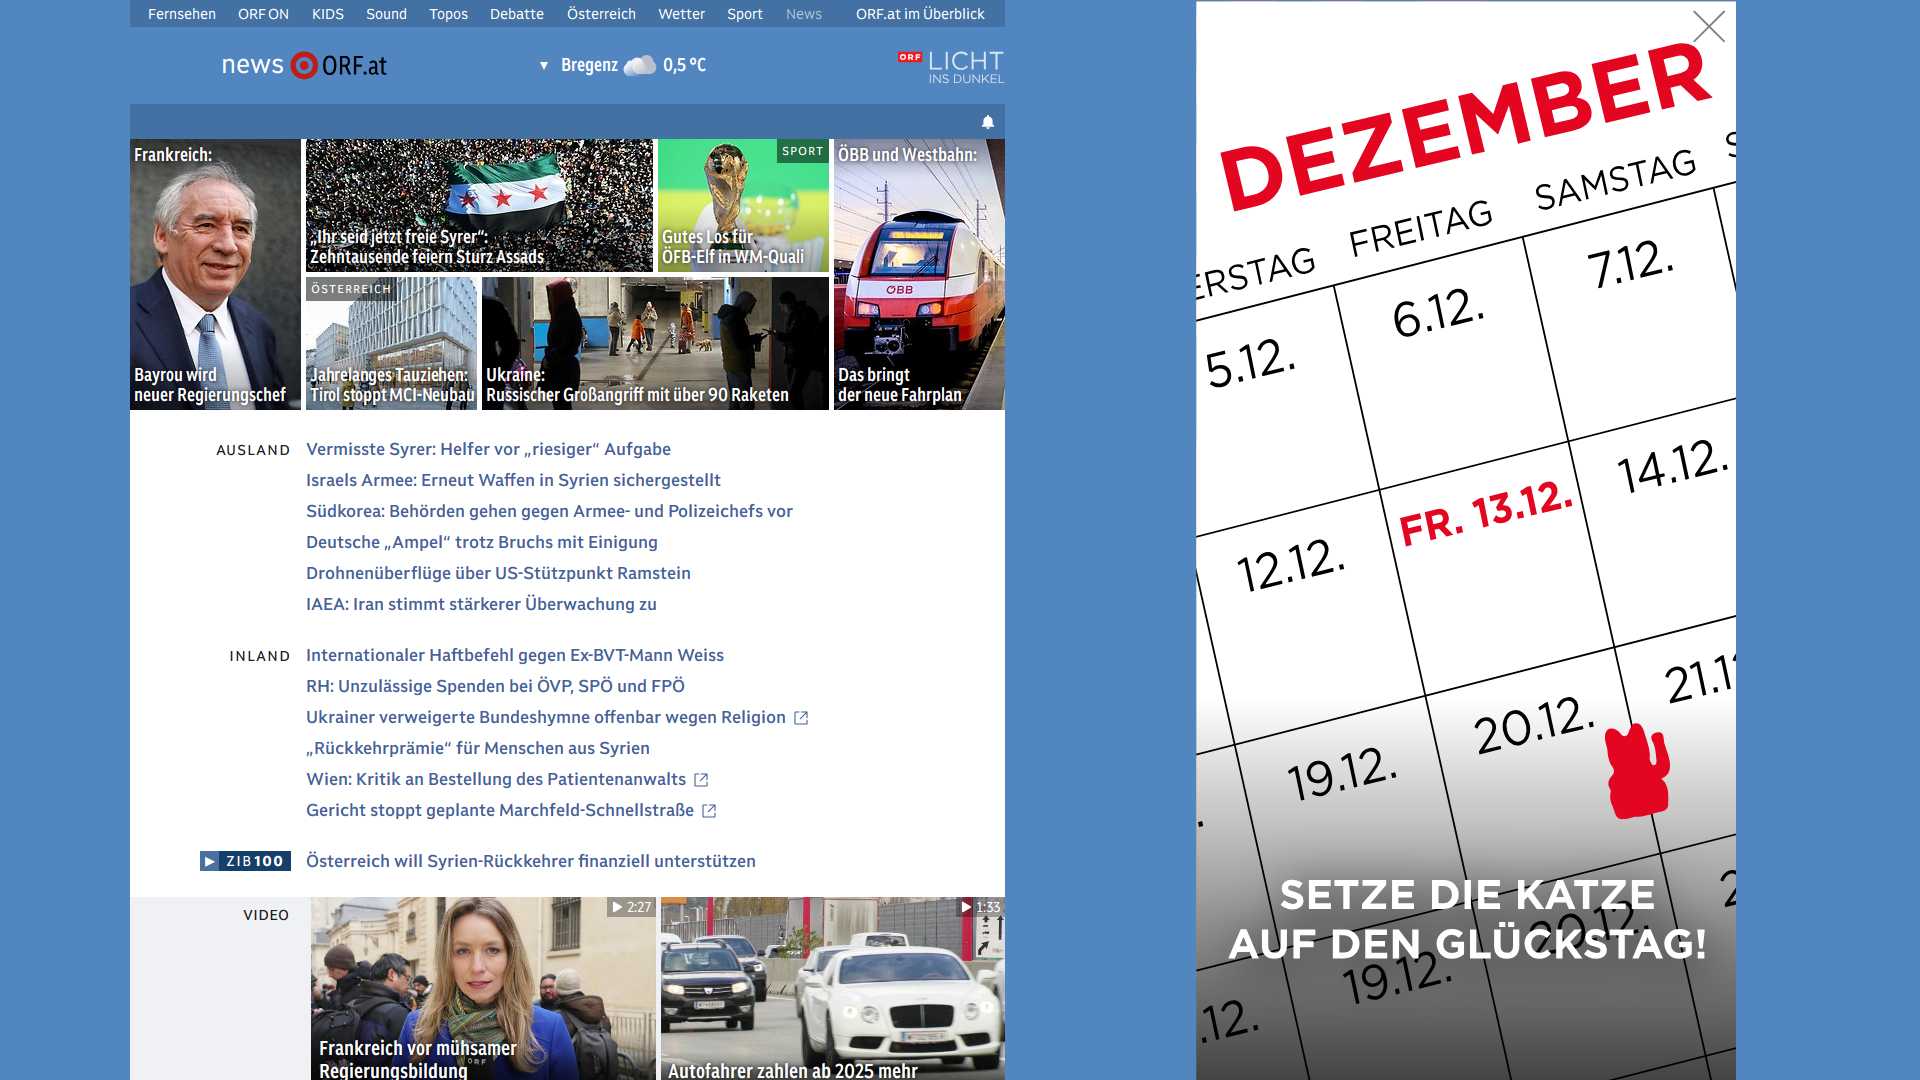 Fernsehen ORF ON KIDS Sound Topos Debatte Österreich Wetter Sport News ORF.at im Überblick
news ORF.at
Bregenz 0,5 °C
ORF LICHT
INS DUNKEL
Frankreich:
Bayrou wird
neuer Regierungschef
„Ihr seid jetzt freie Syrer“:
Zehntausende feiern Sturz Assads
SPORT
Gutes Los für
ÖFB-Elf in WM-Quali
ÖBB und Westbahn:
ÖBB
Das bringt
der neue Fahrplan
ÖSTERREICH
Jahrelanges Tauziehen:
Tirol stoppt MCI-Neubau
Ukraine:
Russischer Großangriff mit über 90 Raketen
AUSLAND
Vermisste Syrer: Helfer vor „riesiger“ Aufgabe
Israels Armee: Erneut Waffen in Syrien sichergestellt
Südkorea: Behörden gehen gegen Armee- und Polizeichefs vor
Deutsche „Ampel“ trotz Bruchs mit Einigung
Drohnenüberflüge über US-Stützpunkt Ramstein
IAEA: Iran stimmt stärkerer Überwachung zu
INLAND
Internationaler Haftbefehl gegen Ex-BVT-Mann Weiss
RH: Unzulässige Spenden bei ÖVP, SPÖ und FPÖ
Ukrainer verweigerte Bundeshymne offenbar wegen Religion
„Rückkehrprämie“ für Menschen aus Syrien
Wien: Kritik an Bestellung des Patientenanwalts
Gericht stoppt geplante Marchfeld-Schnellstraße
ZIB100
Österreich will Syrien-Rückkehrer finanziell unterstützen
VIDEO
2:27
Frankreich vor mühsamer
Regierungsbildung
1:33
Autofahrer zahlen ab 2025 mehr
DEZEMBER
ERSTAG FREITAG SAMSTAG S
5.12. 6.12. 7.12.
12.12. FR. 13.12. 14.12.
19.12. 20.12. 21.1
.12. 19.12. 20.12. 2
SETZE DIE KATZE
AUF DEN GLÜCKSTAG!